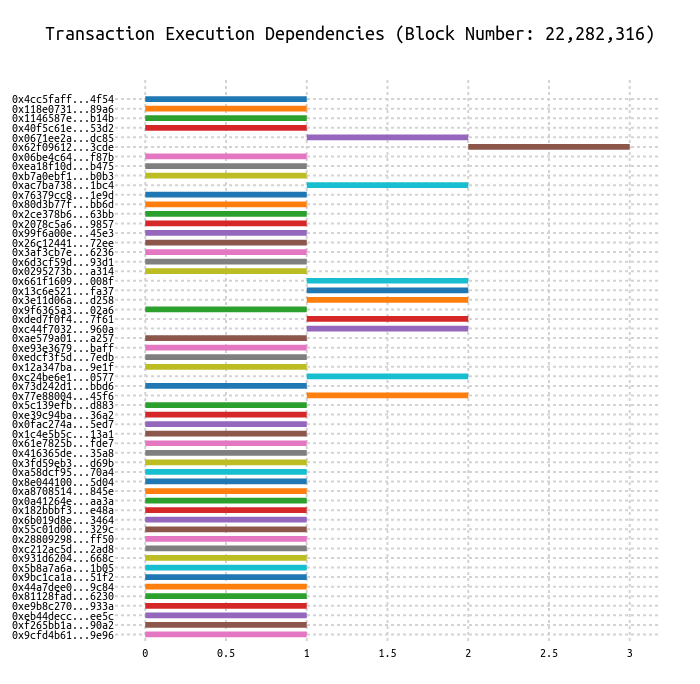 Transaction Execution Dependencies (Block Number: 22,282,316)
0x4cc5faff...4f54
0x118e0731...89a6
0x1146587e...b14b
0x40f5c61e...53d2
0x0671ee2a...dc85
0x62f09612...3cde
0x06be4c64...f87b
0xea18f10d...b475
0xb7a0ebf1...b0b3
0xac7ba738...1bc4
0x76379cc8...1e9d
0x80d3b77f...bb6d
0x2ce378b6...63bb
0x2078c5a6...9857
0x99f6a00e...45e3
0x26c12441...72ee
0x3af3cb7e...6236
0x6d3cf59d...93d1
0x0295273b...a314
0x661f1609...008f
0x13c6e521...fa37
0x3e11d06a...d258
0x9f6365a3...02a6
0xded7f0f4...7f61
0xc44f7032...960a
0xae579a01...a257
0xe93e3679...baff
0xedcf3f5d...7edb
0x12a347ba...9e1f
0xc24be6e1...0577
0x73d242d1...bbd6
0x77e88004...45f6
0x5c139efb...d883
0xe39c94ba...36a2
0x0fac274a...5ed7
0x1c4e5b5c...13a1
0x61e7825b...fde7
0x416365de...35a8
0x3fd59eb3...d69b
0xa58dcf95...70a4
0x8e044100...5d04
0xa8708514...845e
0x0a41264e...aa3a
0x182bbbf3...e48a
0x6b019d8e...3464
0x55c01d00...329c
0x28809298...ff50
0xc212ac5d...2ad8
0x931d6204...668c
0x5b8a7a6a...1b05
0x9bc1ca1a...51f2
0x44a7dee0...9c84
0x81128fad...6230
0xe9b8c270...933a
0xeb44decc...ee5c
0xf265bb1a...90a2
0x9cfd4b61...9e96
0 0.5 1 1.5 2 2.5 3